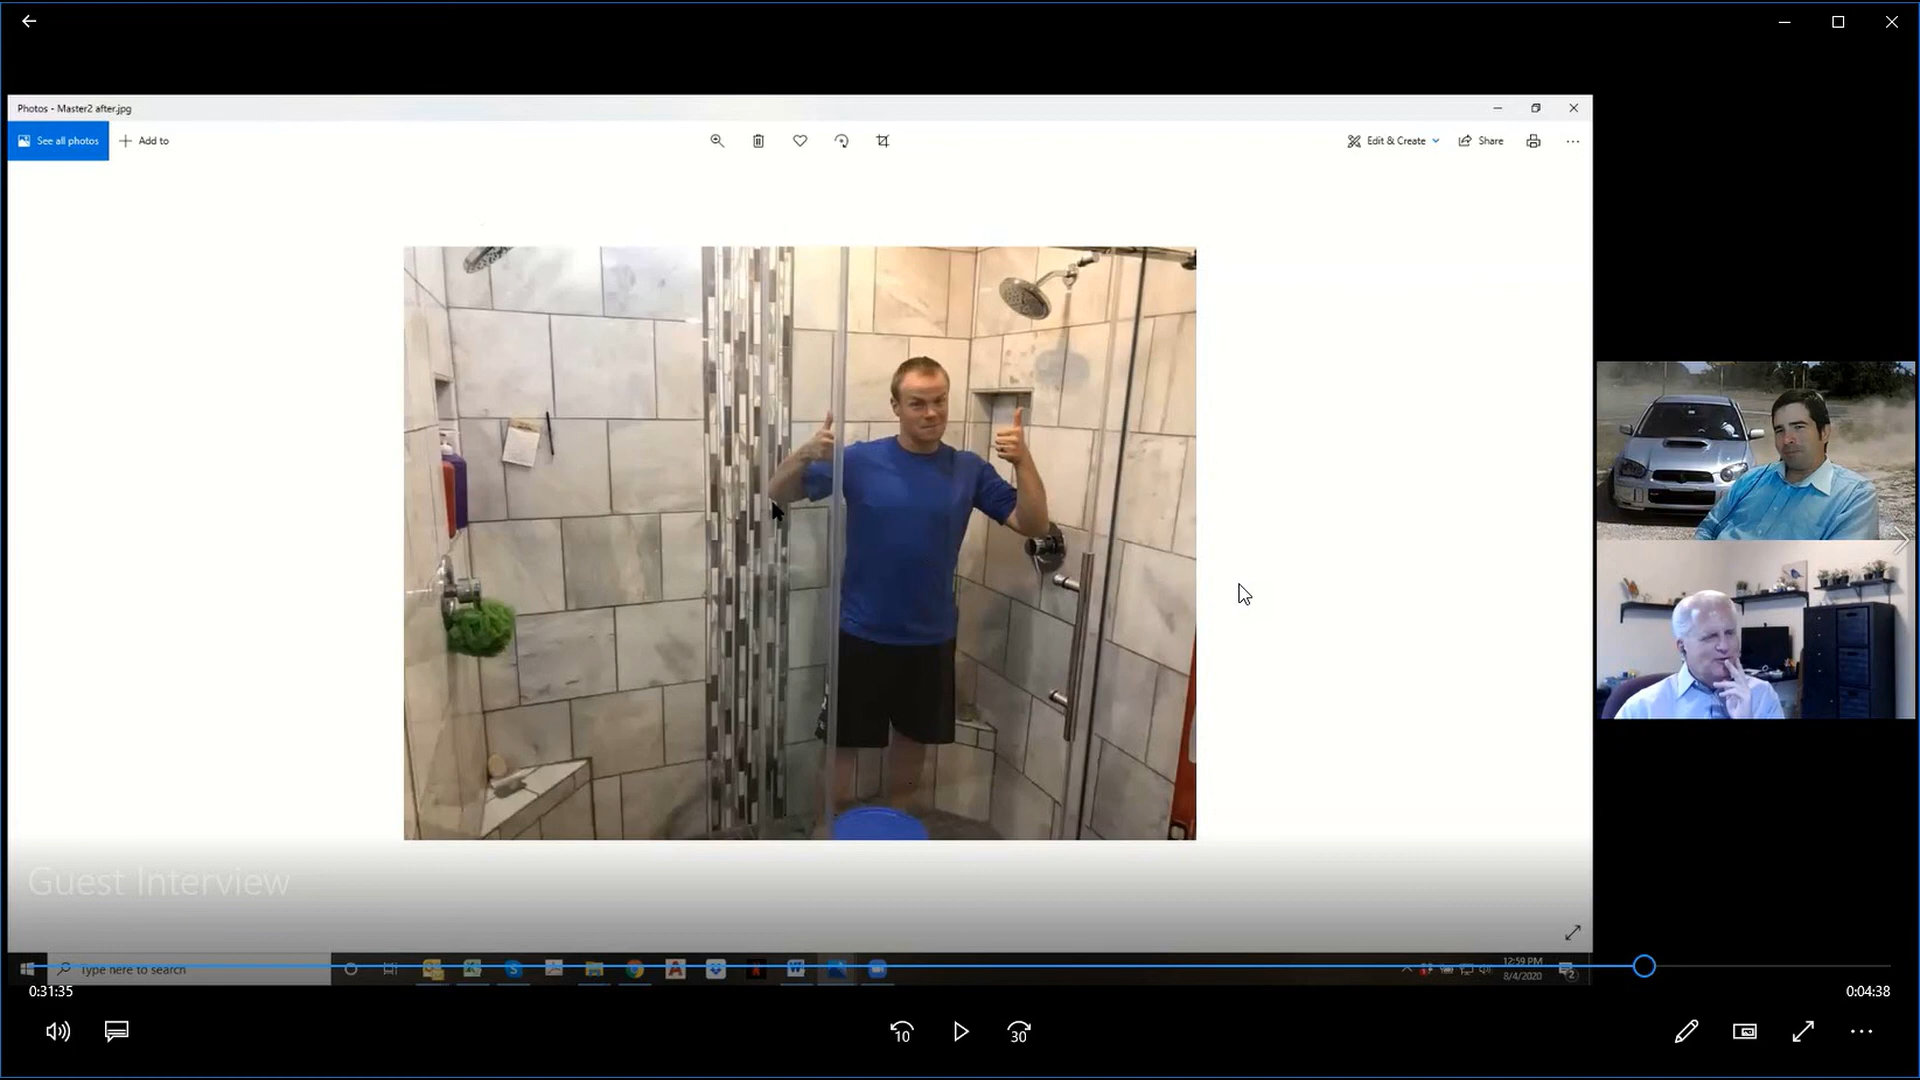 Photos - Master2 after.jpg
See all photos
Add to
Edit & Create
Share
Guest Interview
Type here to search
12:59 PM
8/4/2020
2
0:31:35
0:04:38
10
30